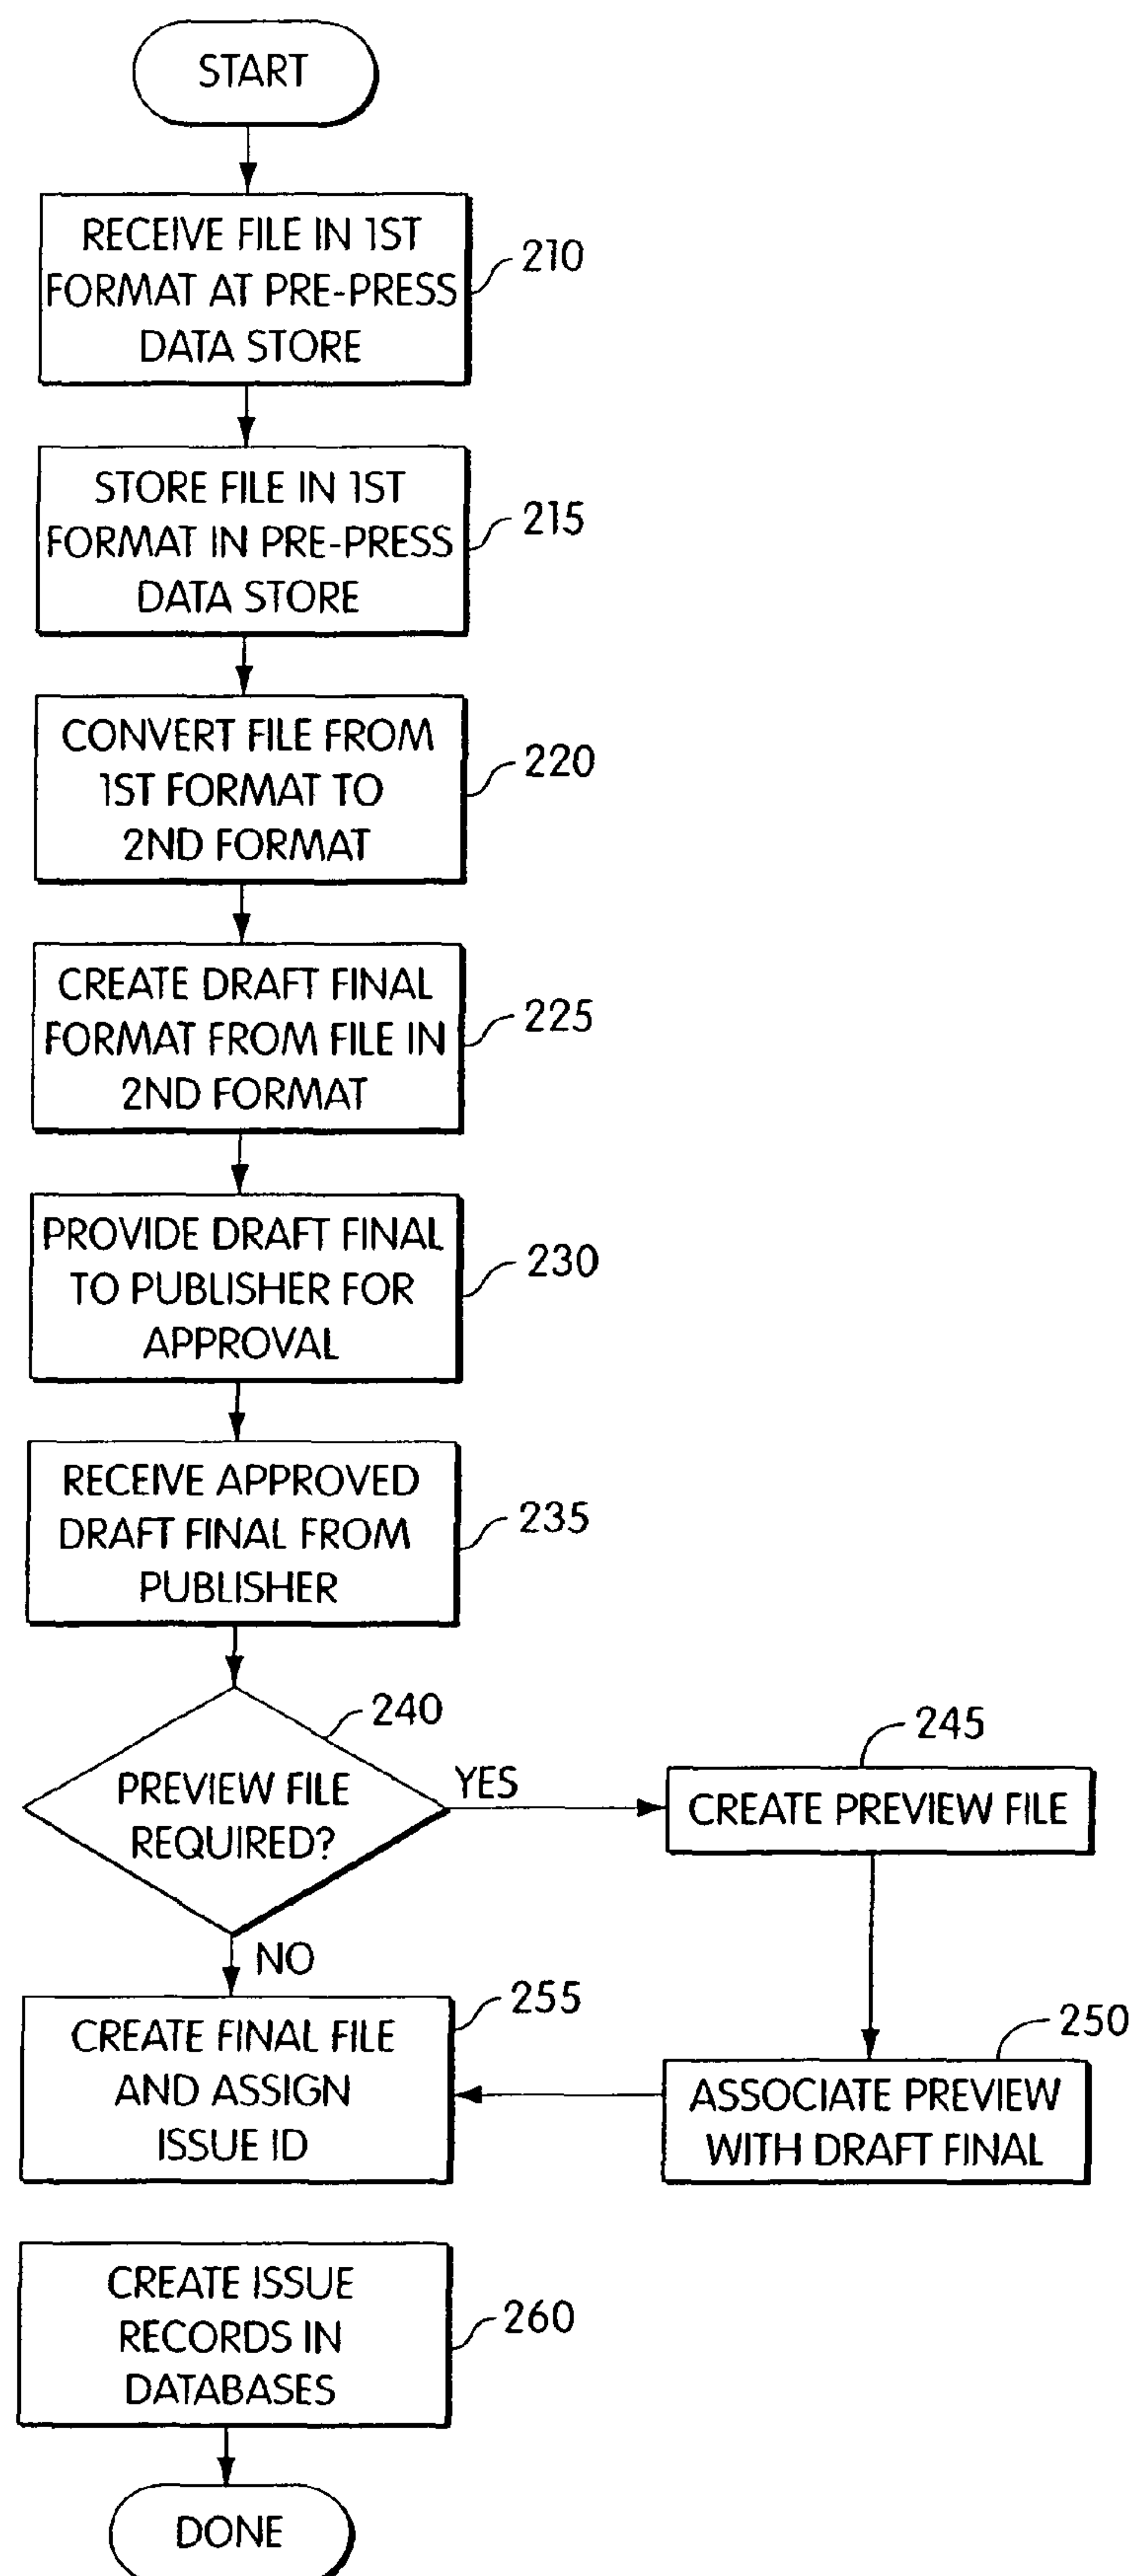 START
RECEIVE FILE IN 1ST
FORMAT AT PRE-PRESS
DATA STORE
210
STORE FILE IN 1ST
FORMAT IN PRE-PRESS
DATA STORE
215
CONVERT FILE FROM
1ST FORMAT TO
2ND FORMAT
220
CREATE DRAFT FINAL
FORMAT FROM FILE IN
2ND FORMAT
225
PROVIDE DRAFT FINAL
TO PUBLISHER FOR
APPROVAL
230
RECEIVE APPROVED
DRAFT FINAL FROM
PUBLISHER
235
240
PREVIEW FILE
REQUIRED?
YES
245
CREATE PREVIEW FILE
NO
250
ASSOCIATE PREVIEW
WITH DRAFT FINAL
255
CREATE FINAL FILE
AND ASSIGN
ISSUE ID
CREATE ISSUE
RECORDS IN
DATABASES
260
DONE